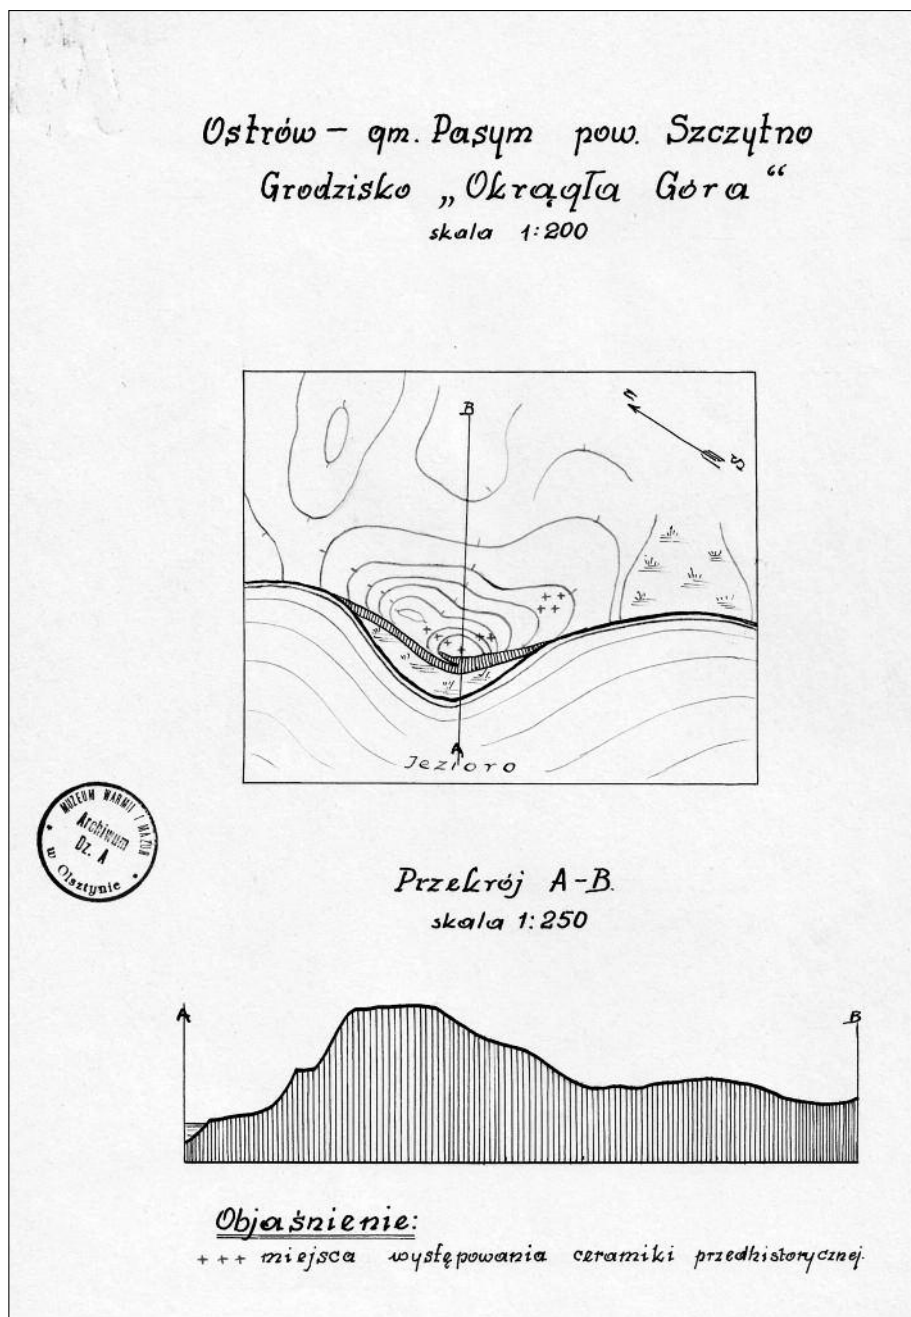 Ostrów – gm. Pasym pow. Szczytno
Grodzisko „Okrągła Góra“
skala 1:200
B
N
S
A
Jezioro
MUZEUM WARMII I MAZUR
Archiwum
Dz. A
w Olsztynie
Przekrój A-B.
skala 1:250
A
B
Objaśnienie:
+++ miejsca występowania ceramiki przedhistorycznej.